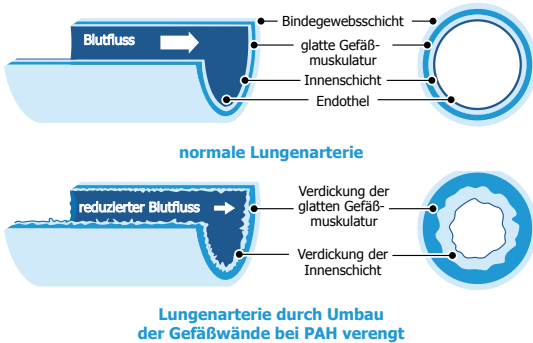 Blutfluss
Bindegewebsschicht
glatte Gefäß-
muskulatur
Innenschicht
Endothel
normale Lungenarterie
reduzierter Blutfluss
Verdickung der
glatten Gefäß-
muskulatur
Verdickung der
Innenschicht
Lungenarterie durch Umbau
der Gefäßwände bei PAH verengt